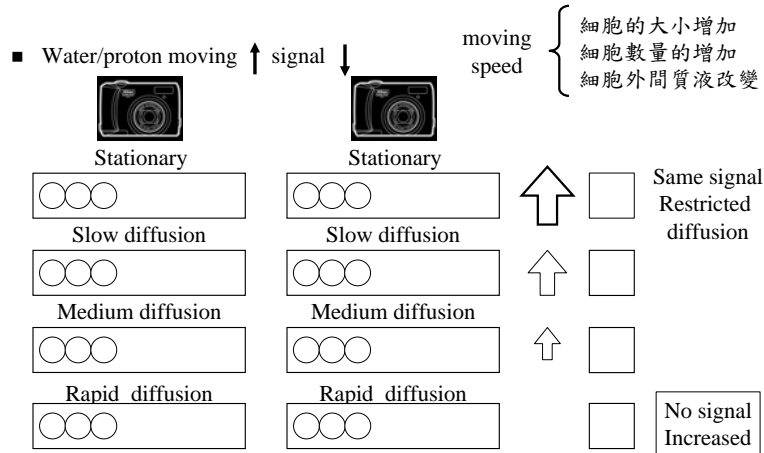 ■ Water/proton moving ↑ signal ↓
moving
speed
細胞的大小增加
細胞數量的增加
細胞外間質液改變
Stationary
Stationary
Same signal
Restricted
diffusion
Slow diffusion
Slow diffusion
Medium diffusion
Medium diffusion
Rapid diffusion
Rapid diffusion
No signal
Increased